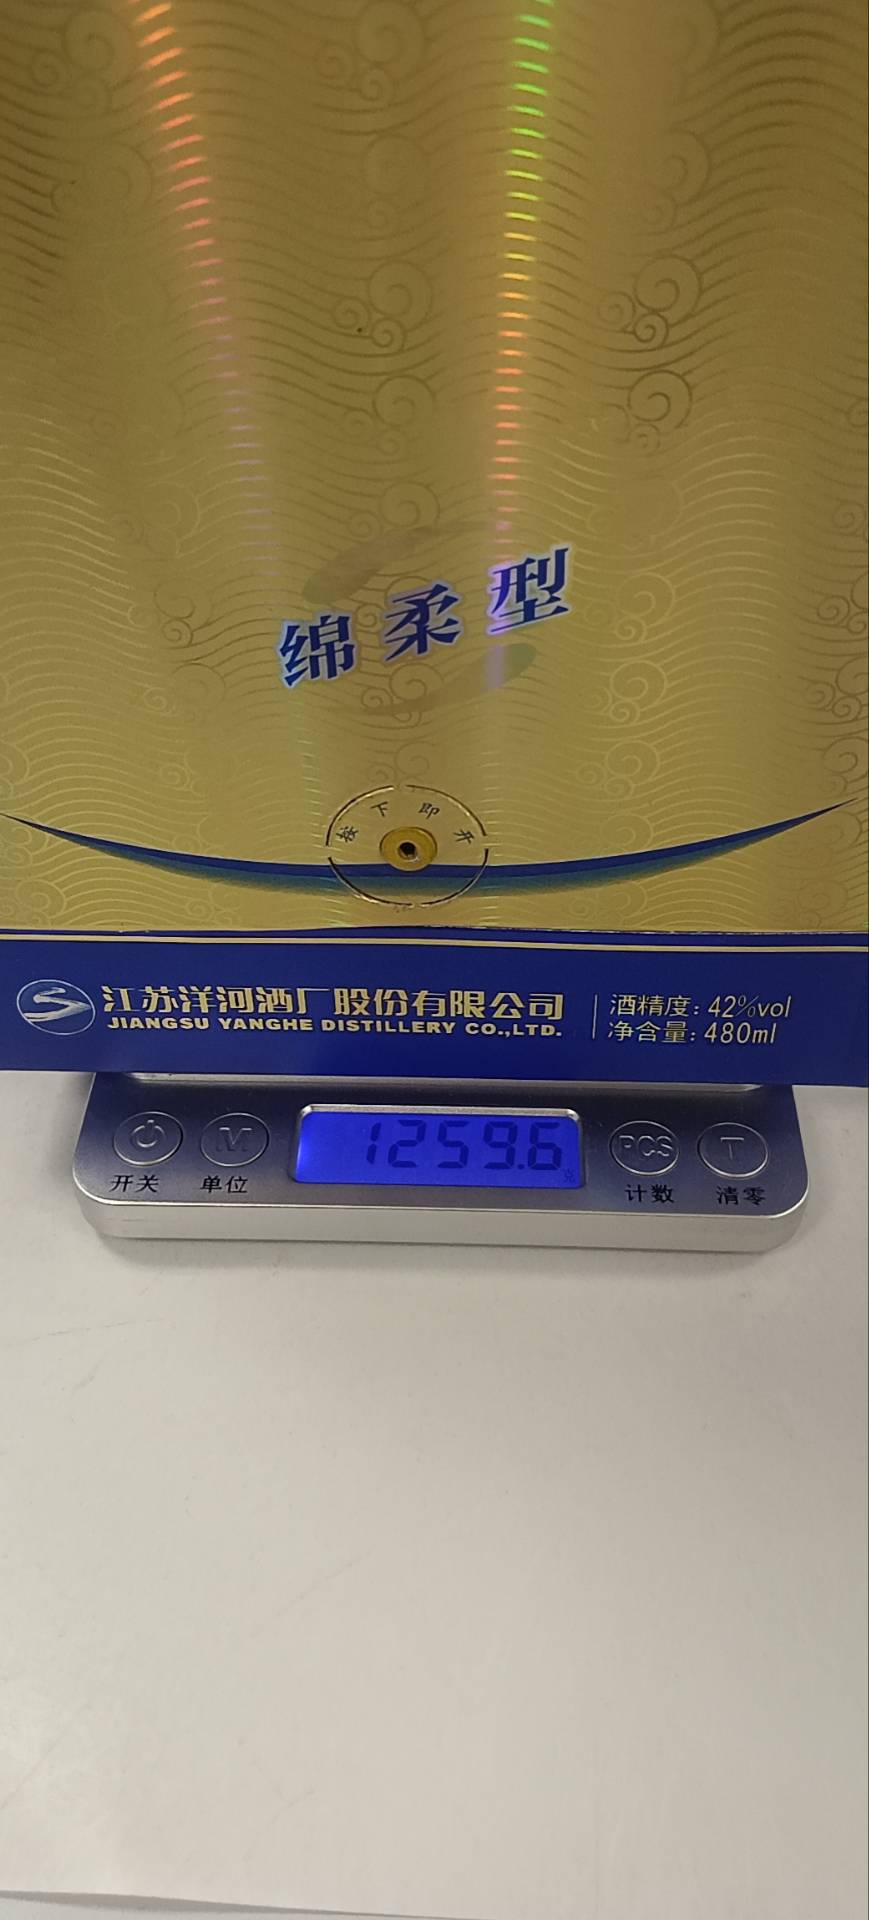 绵柔型
按下即开
江苏洋河酒厂股份有限公司
JIANGSU YANGHE DISTILLERY CO.,LTD.
酒精度: 42%vol
净含量: 480ml
1259.6
克
M
PCS
T
开关
单位
计数
清零